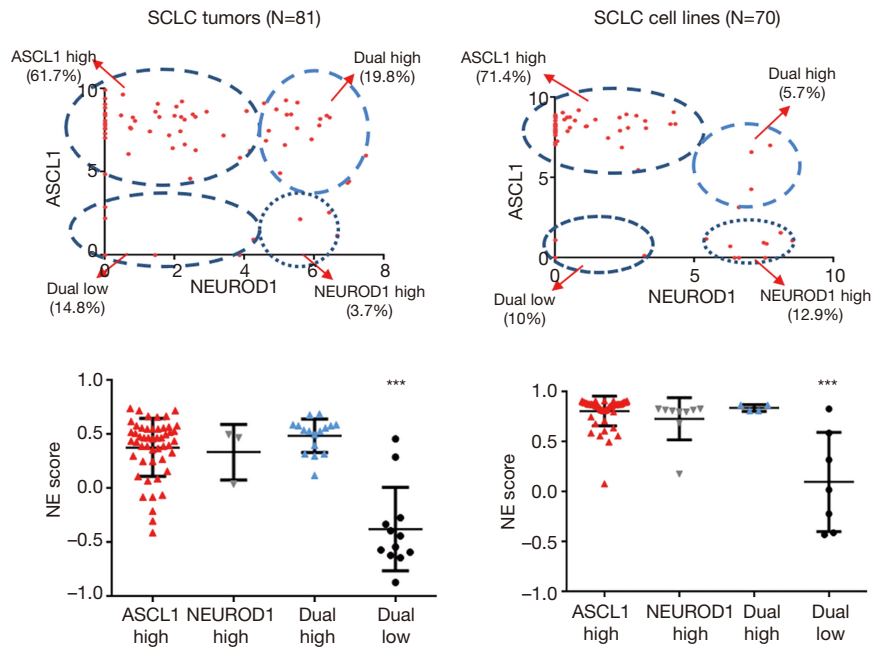 SCLC tumors (N=81)
ASCL1 high
(61.7%)
Dual high
(19.8%)
10
5
0
ASCL1
0
2
4
6
8
NEUROD1
Dual low
(14.8%)
NEUROD1 high
(3.7%)
SCLC cell lines (N=70)
ASCL1 high
(71.4%)
Dual high
(5.7%)
10
5
0
ASCL1
0
5
10
NEUROD1
Dual low
(10%)
NEUROD1 high
(12.9%)
1.0
0.5
0.0
−0.5
−1.0
NE score
***
ASCL1
high
NEUROD1
high
Dual
high
Dual
low
1.0
0.5
0.0
−0.5
−1.0
NE score
***
ASCL1
high
NEUROD1
high
Dual
high
Dual
low